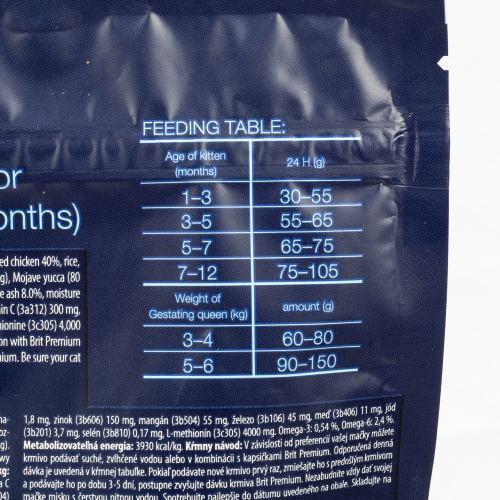 FEEDING TABLE:
Age of kitten (months) 24 H (g)
1–3 30–55
3–5 55–65
5–7 65–75
7–12 75–105
Weight of Gestating queen (kg) amount (g)
3–4 60–80
5–6 90–150
or
onths)
ed chicken 40%, rice,
g), Mojave yucca (80
e ash 8.0%, moisture
in C (3a312) 300 mg,
hionine (3c305) 4,000
on with Brit Premium
ium. Be sure your cat
1,8 mg, zinok (3b606) 150 mg, mangán (3b504) 55 mg, železo (3b106) 45 mg, meď (3b406) 11 mg, jód
(3b201) 3,7 mg, selén (3b810) 0,17 mg, L-methionin (3c305) 4000 mg. Omega-3: 0,54 %, Omega-6: 2,4 %.
Metabolizovateľná energia: 3930 kcal/kg. Kŕmny návod: V závislosti od preferencií vašej mačky môžete
krmivo podávať suché, zvlhčené vodou alebo v kombinácii s kapsičkami Brit Premium. Odporučená denná
dávka je uvedená v kŕmnej tabuľke. Pokiaľ podávate nové krmivo prvý raz, zmiešajte ho s predošlým krmivom
a podávajte ho po dobu 3-5 dní, postupne zvyšujte dávku krmiva Brit Premium. Nezabudnite vždy dať svojej
mačke misku s čerstvou pitnou vodou. Spotrebujte najlepšie do dátumu uvedeného na obale. Skladujte na